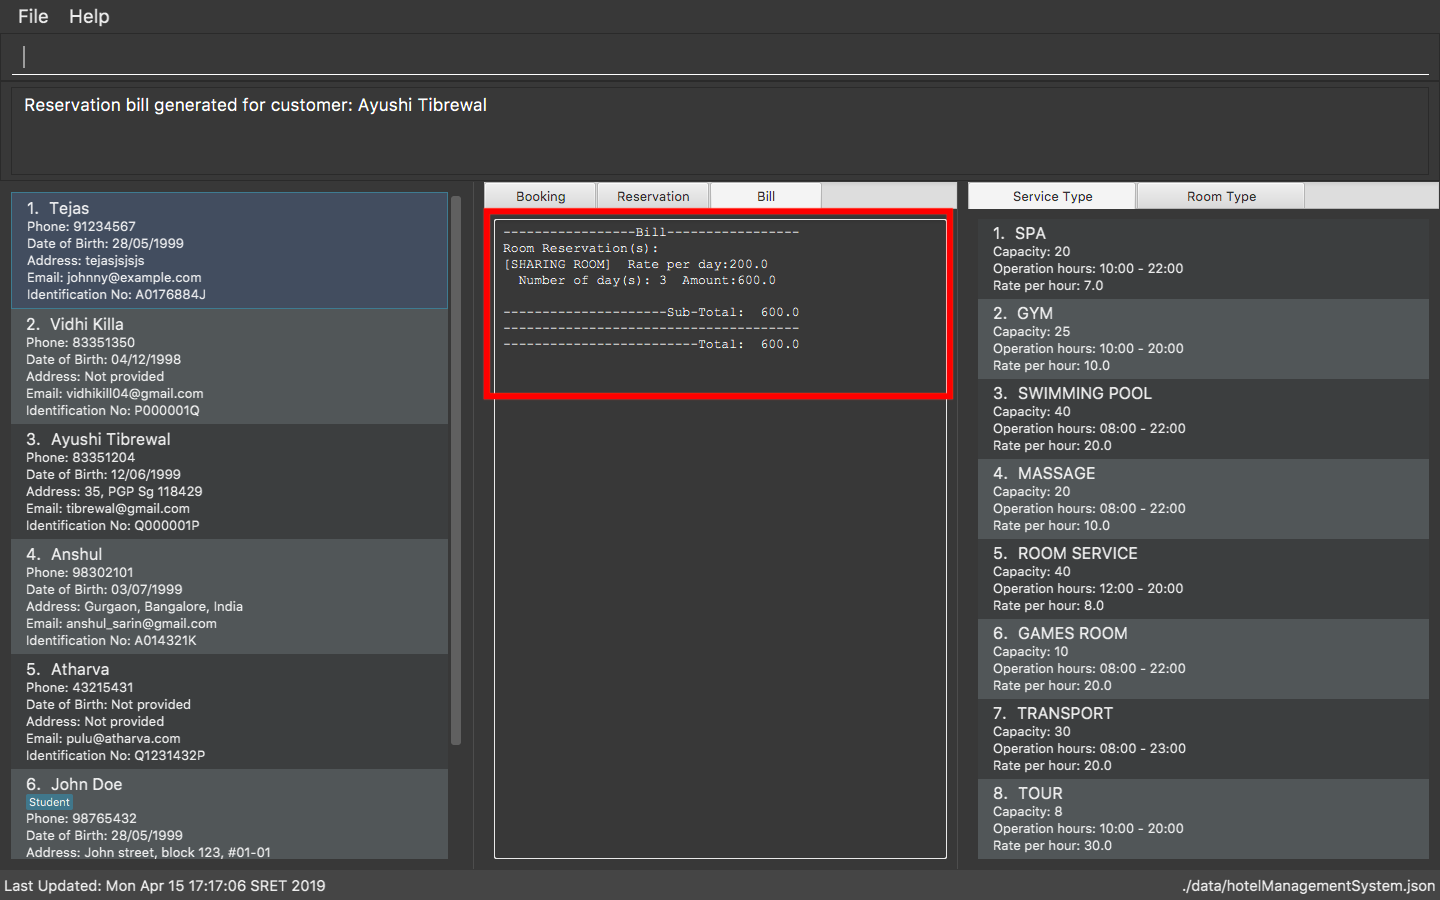 File Help
Reservation bill generated for customer: Ayushi Tibrewal
1. Tejas
Phone: 91234567
Date of Birth: 28/05/1999
Address: tejasjsjsjs
Email: johnny@example.com
Identification No: A0176884J
2. Vidhi Killa
Phone: 83351350
Date of Birth: 04/12/1998
Address: Not provided
Email: vidhikill04@gmail.com
Identification No: P000001Q
3. Ayushi Tibrewal
Phone: 83351204
Date of Birth: 12/06/1999
Address: 35, PGP Sg 118429
Email: tibrewal@gmail.com
Identification No: Q000001P
4. Anshul
Phone: 98302101
Date of Birth: 03/07/1999
Address: Gurgaon, Bangalore, India
Email: anshul_sarin@gmail.com
Identification No: A014321K
5. Atharva
Phone: 43215431
Date of Birth: Not provided
Address: Not provided
Email: pulu@atharva.com
Identification No: Q1231432P
6. John Doe
Student
Phone: 98765432
Date of Birth: 28/05/1999
Address: John street, block 123, #01-01
Booking Reservation Bill
-----------------Bill-----------------
Room Reservation(s):
[SHARING ROOM]  Rate per day:200.0
Number of day(s): 3  Amount:600.0
---------------------Sub-Total:  600.0
--------------------------------------
-------------------------Total:  600.0
Service Type Room Type
1. SPA
Capacity: 20
Operation hours: 10:00 - 22:00
Rate per hour: 7.0
2. GYM
Capacity: 25
Operation hours: 10:00 - 20:00
Rate per hour: 10.0
3. SWIMMING POOL
Capacity: 40
Operation hours: 08:00 - 22:00
Rate per hour: 20.0
4. MASSAGE
Capacity: 20
Operation hours: 08:00 - 22:00
Rate per hour: 10.0
5. ROOM SERVICE
Capacity: 40
Operation hours: 12:00 - 20:00
Rate per hour: 8.0
6. GAMES ROOM
Capacity: 10
Operation hours: 08:00 - 22:00
Rate per hour: 20.0
7. TRANSPORT
Capacity: 30
Operation hours: 08:00 - 23:00
Rate per hour: 20.0
8. TOUR
Capacity: 8
Operation hours: 10:00 - 20:00
Rate per hour: 30.0
Last Updated: Mon Apr 15 17:17:06 SRET 2019
./data/hotelManagementSystem.json